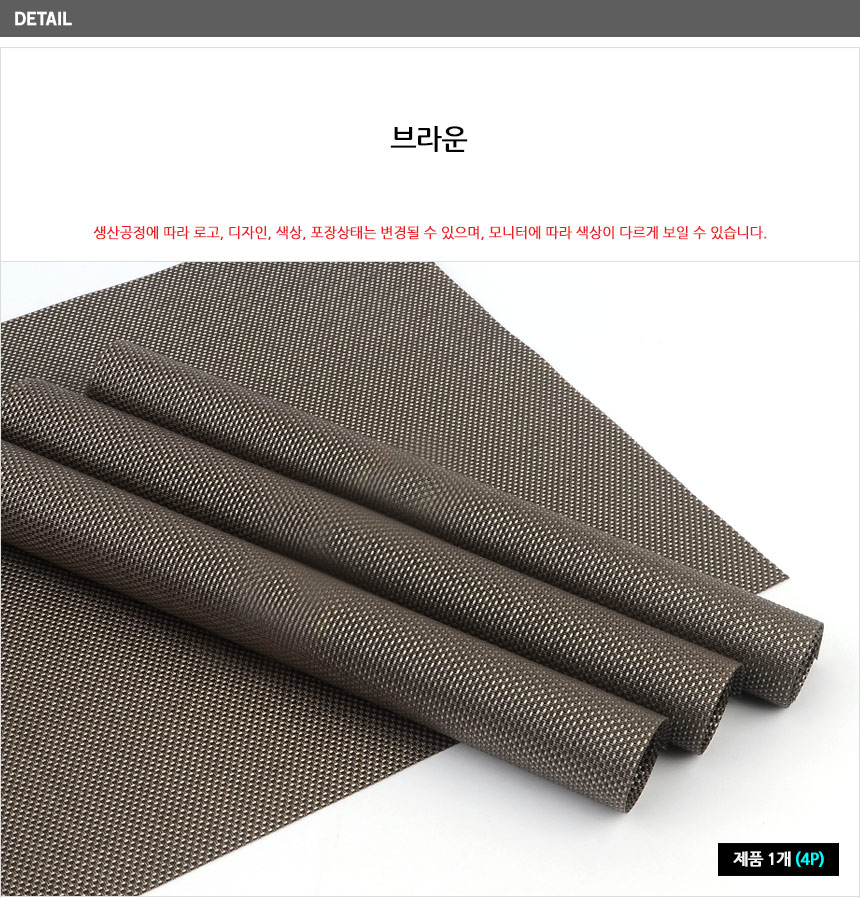 DETAIL
브라운
생산공정에 따라 로고, 디자인, 색상, 포장상태는 변경될 수 있으며, 모니터에 따라 색상이 다르게 보일 수 있습니다.
제품 1개 (4P)